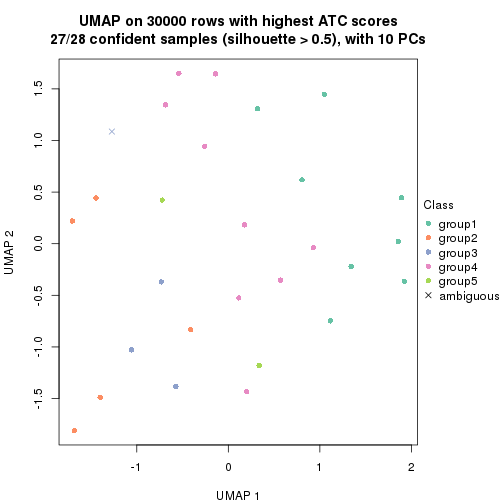 UMAP on 30000 rows with highest ATC scores
27/28 confident samples (silhouette > 0.5), with 10 PCs
1.5
1.0
0.5
0.0
-0.5
-1.0
-1.5
UMAP 2
-1
0
1
2
UMAP 1
Class
group1
group2
group3
group4
group5
ambiguous